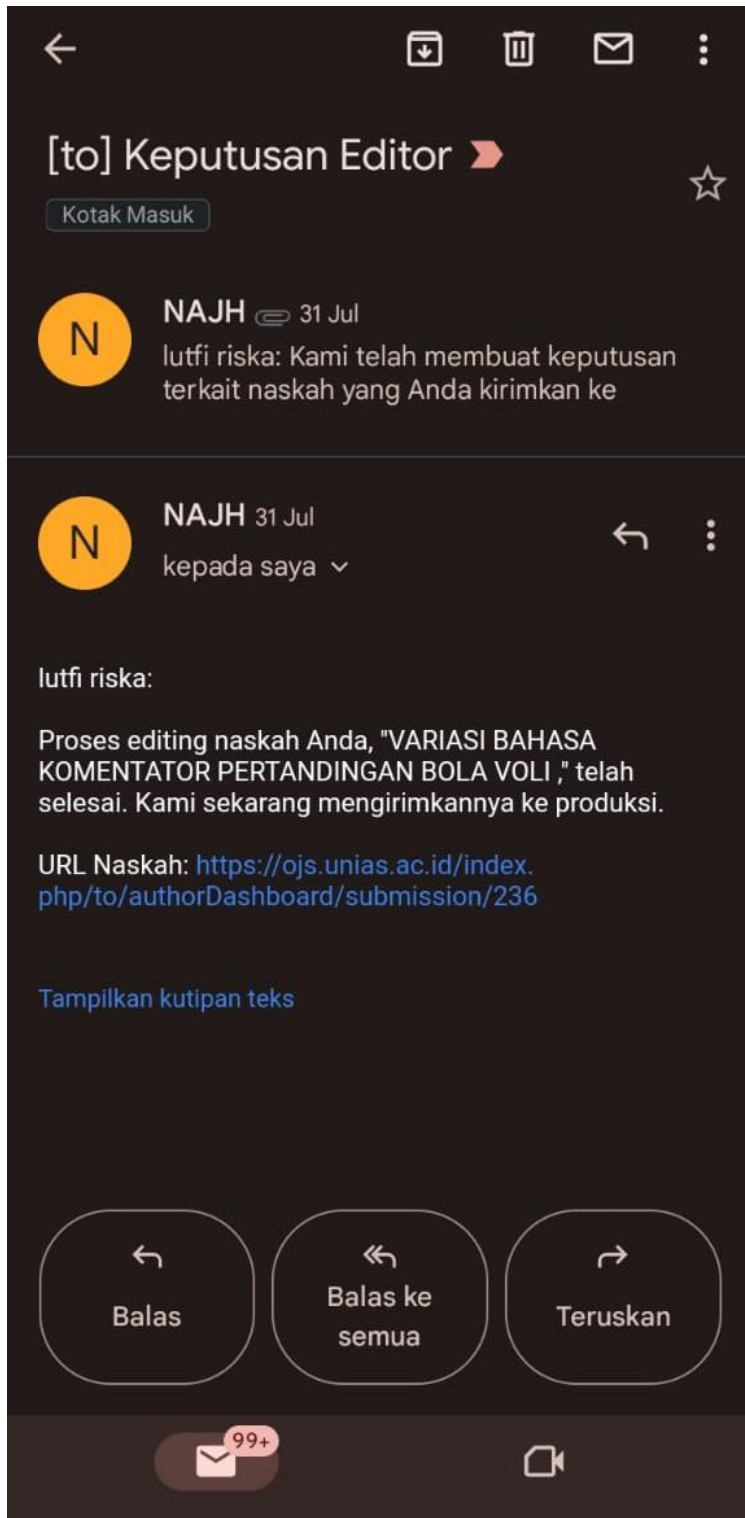 [to] Keputusan Editor
Kotak Masuk
N
NAJH 31 Jul
lutfi riska: Kami telah membuat keputusan
terkait naskah yang Anda kirimkan ke
N
NAJH 31 Jul
kepada saya
lutfi riska:
Proses editing naskah Anda, "VARIASI BAHASA
KOMENTATOR PERTANDINGAN BOLA VOLI ," telah
selesai. Kami sekarang mengirimkannya ke produksi.
URL Naskah: https://ojs.unias.ac.id/index.
php/to/authorDashboard/submission/236
Tampilkan kutipan teks
Balas
Balas ke
semua
Teruskan
99+